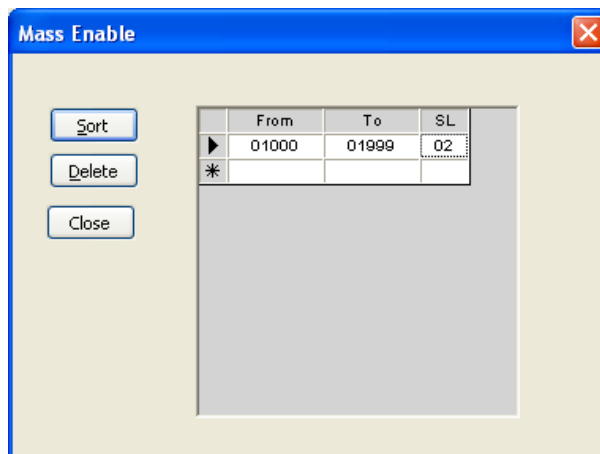 Mass Enable
Sort
Delete
Close
From To SL
01000 01999 02